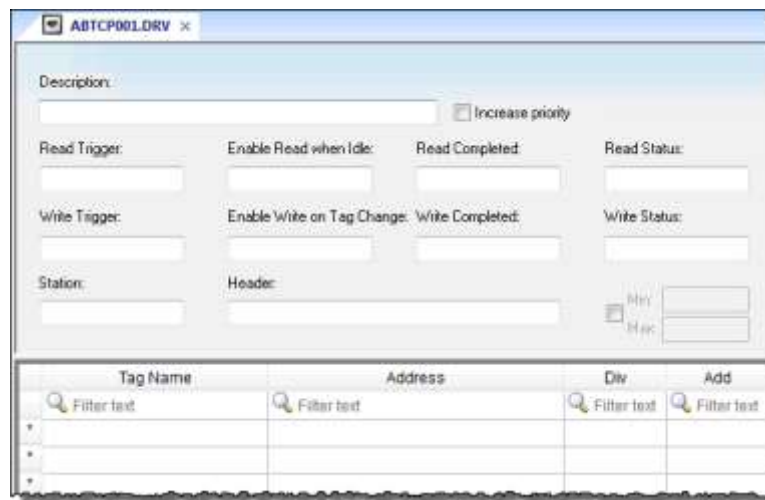 ABTCP001.DRV ×
Description:
Increase priority
Read Trigger: Enable Read when Idle: Read Completed: Read Status:
Write Trigger: Enable Write on Tag Change: Write Completed: Write Status:
Station: Header:
Min:
Max:
Tag Name Address Div Add
Filter text Filter text Filter text Filter text
*
*
*